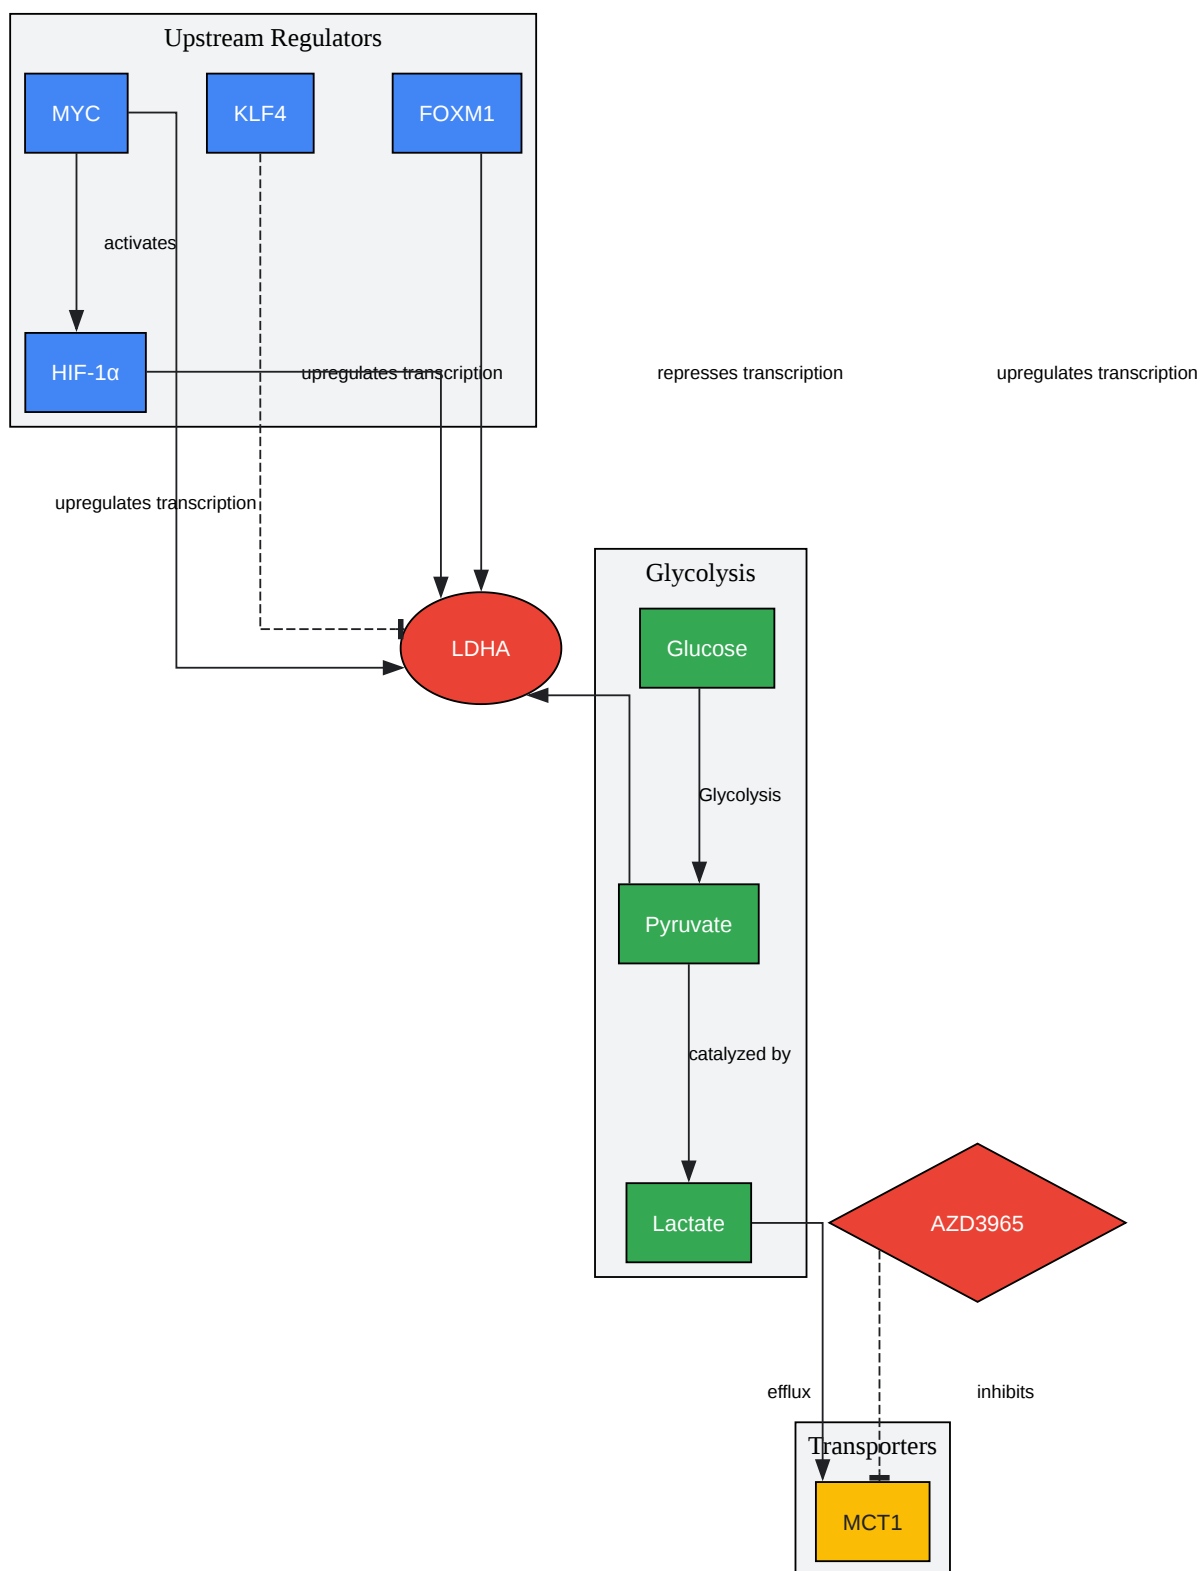 Upstream Regulators
MYC
KLF4
FOXM1
activates
HIF-1α
upregulates transcription
represses transcription
upregulates transcription
upregulates transcription
Glycolysis
Glucose
LDHA
Glycolysis
Pyruvate
catalyzed by
Lactate
AZD3965
efflux
inhibits
Transporters
MCT1